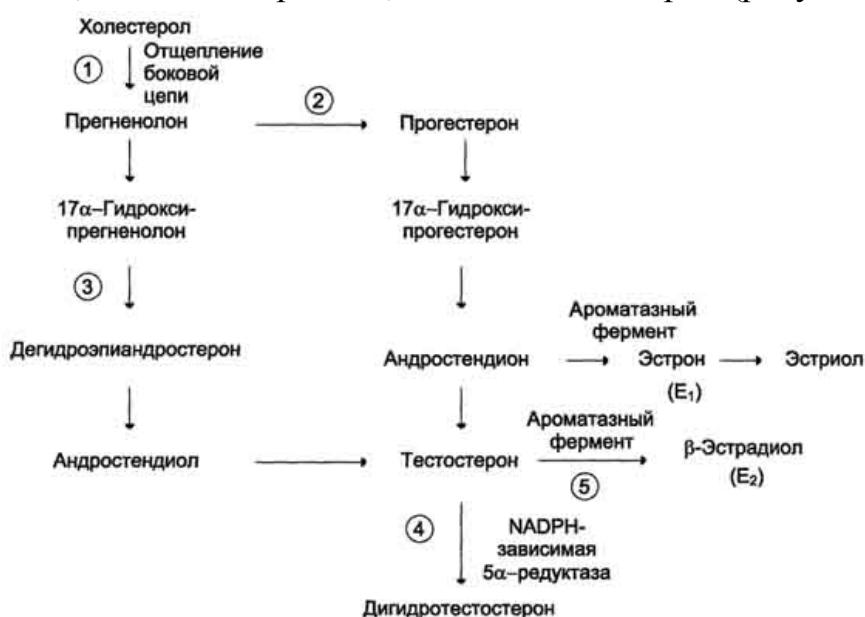 Холестерол
① Отщепление
боковой
цепи
②
Прегненолон
Прогестерон
17α–Гидрокси-
прегненолон
17α–Гидрокси-
прогестерон
③
Ароматазный
фермент
Дегидроэпиандростерон
Андростендион
Эстрон
Эстриол
(E₁)
Ароматазный
фермент
Андростендиол
Тестостерон
β-Эстрадиол
(E₂)
⑤
④ NADPH-
зависимая
5α–редуктаза
Дигидротестостерон